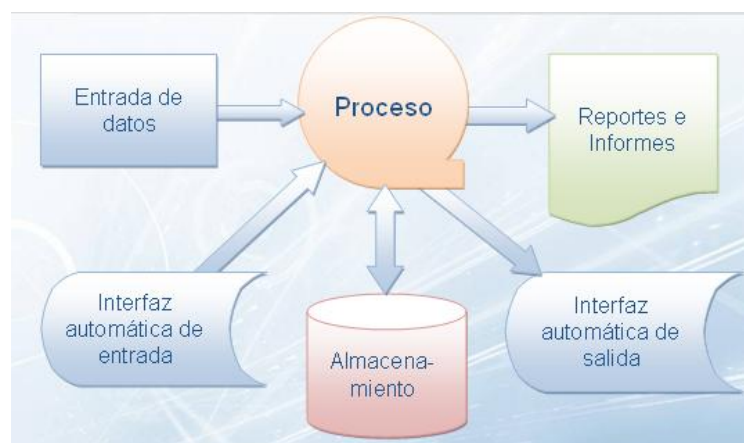 Entrada de
datos
Proceso
Reportes e
Informes
Interfaz
automática de
entrada
Almacena-
miento
Interfaz
automática de
salida